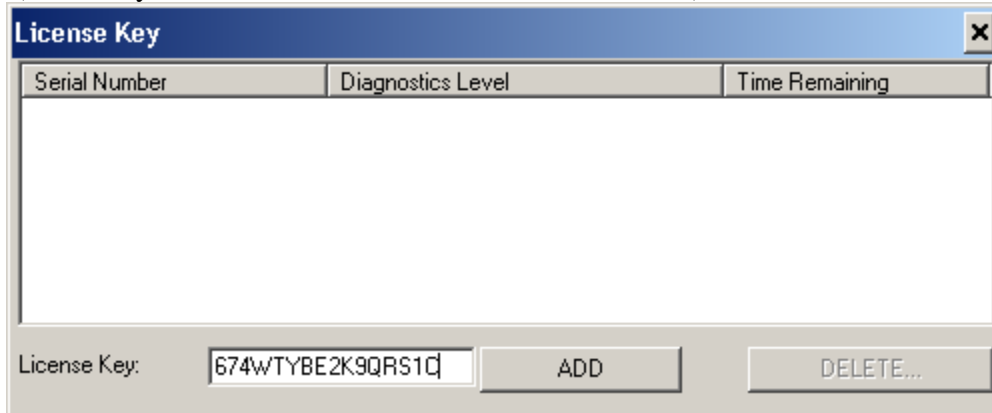 License Key
Serial Number Diagnostics Level Time Remaining
License Key: 674WTYBE2K9QRS1C ADD DELETE...